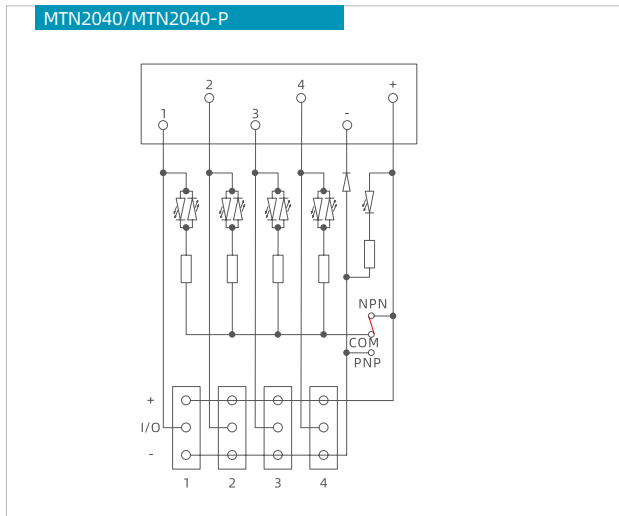 MTN2040/MTN2040-P
2 4 +
1 3 -
NPN
COM
PNP
+
I/O
-
1 2 3 4